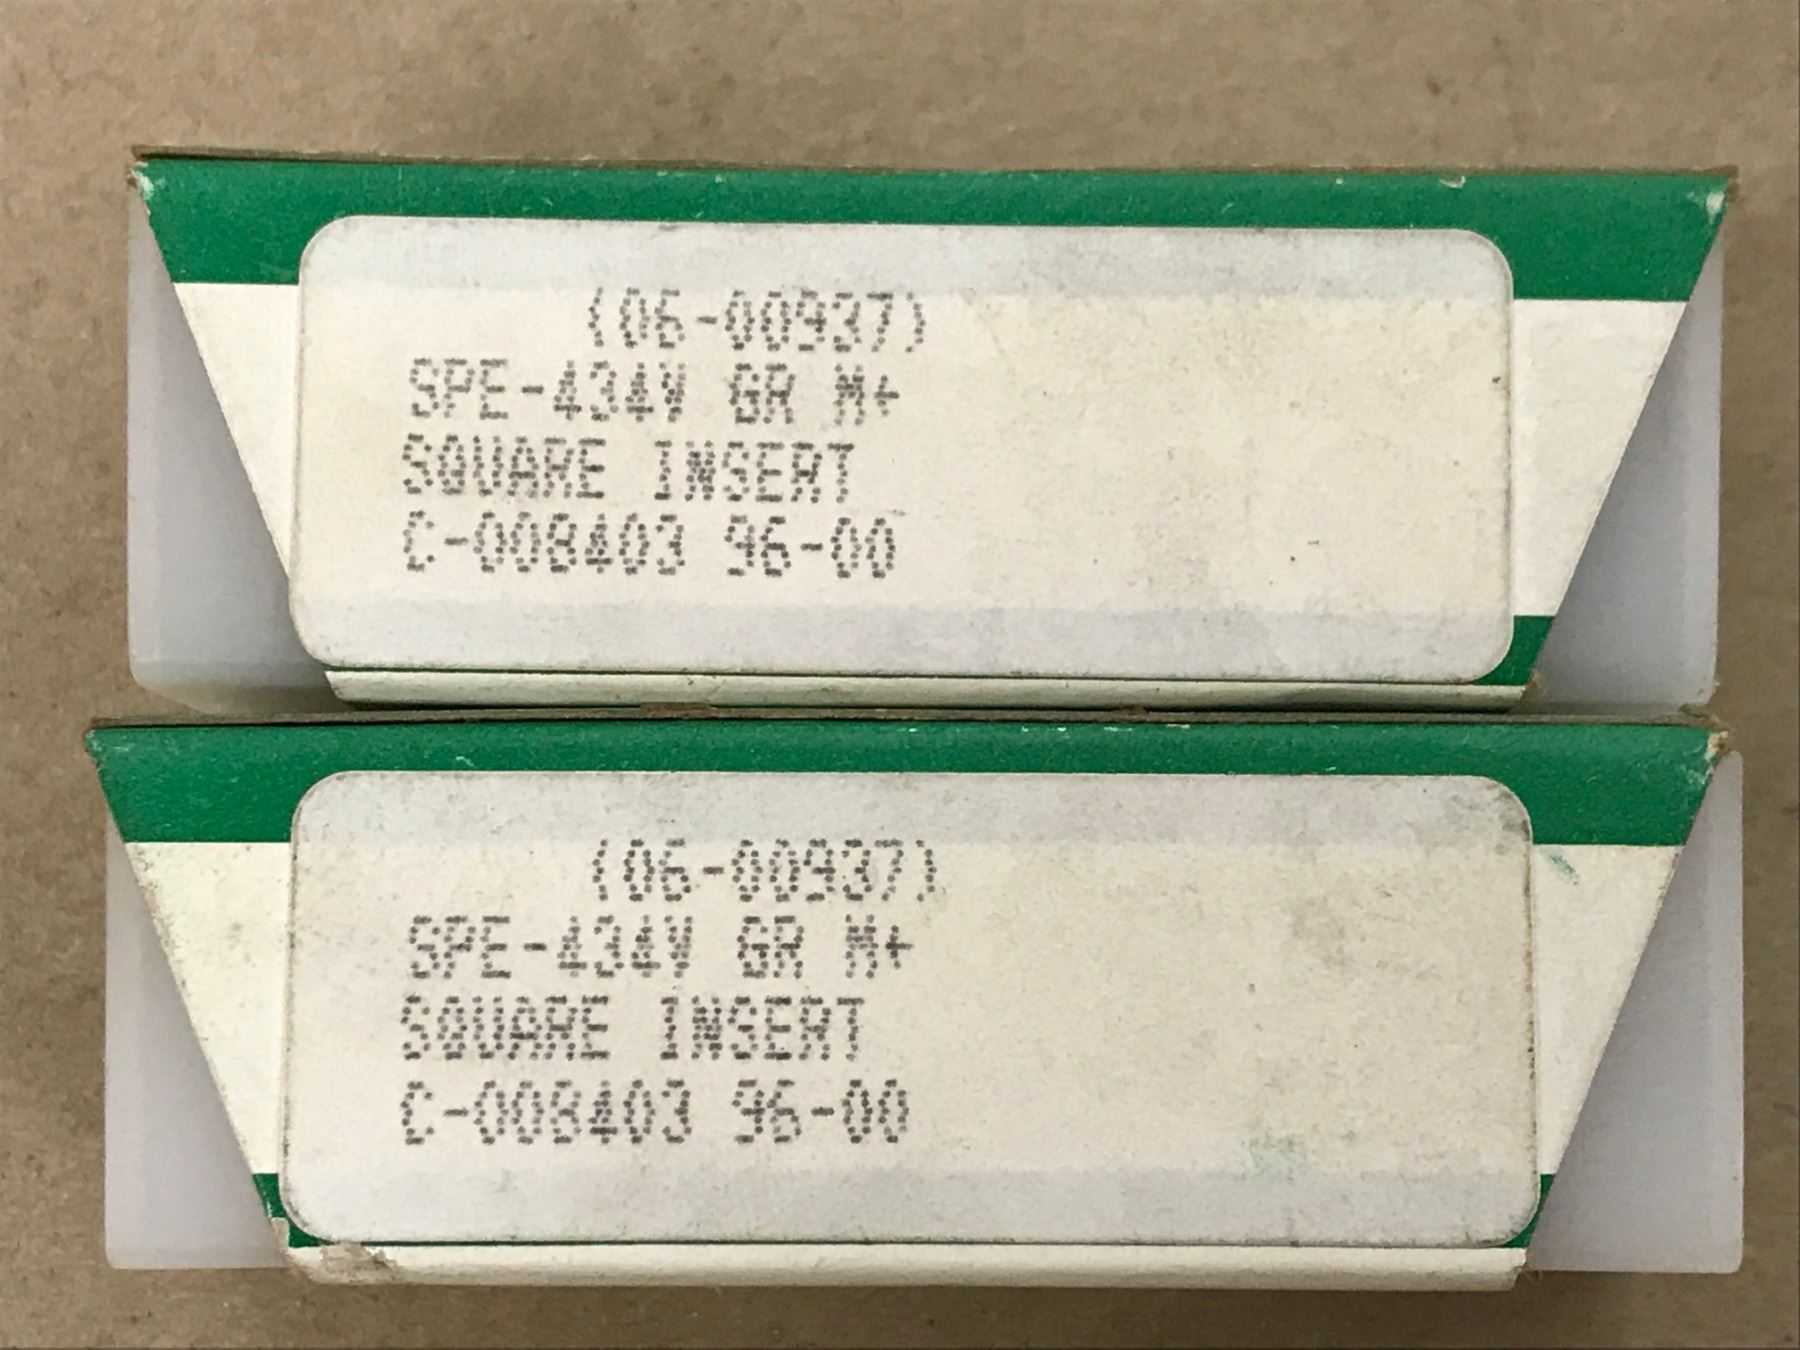 (06-00937)
SPE-434V GR M+
SQUARE INSERT
C-008403 96-00
(06-00937)
SPE-434V GR M+
SQUARE INSERT
C-008403 96-00